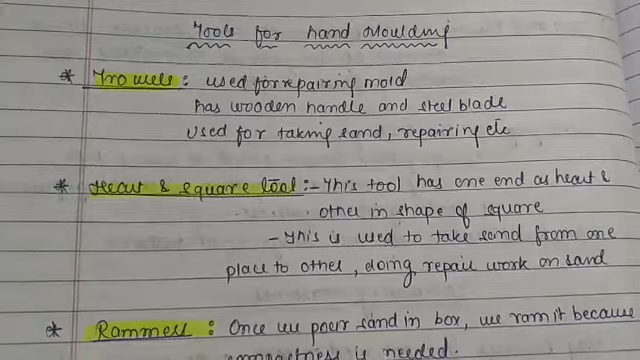 Tools for hand Moulding
* Trowels : used for repairing mold
has wooden handle and steel blade
used for taking sand, repairing etc
* Heart & square tool :- This tool has one end as heart &
other in shape of square
- This is used to take sand from one
place to other, doing repair work on sand
* Rammers : Once we pour sand in box, we ram it because
compactness is needed.